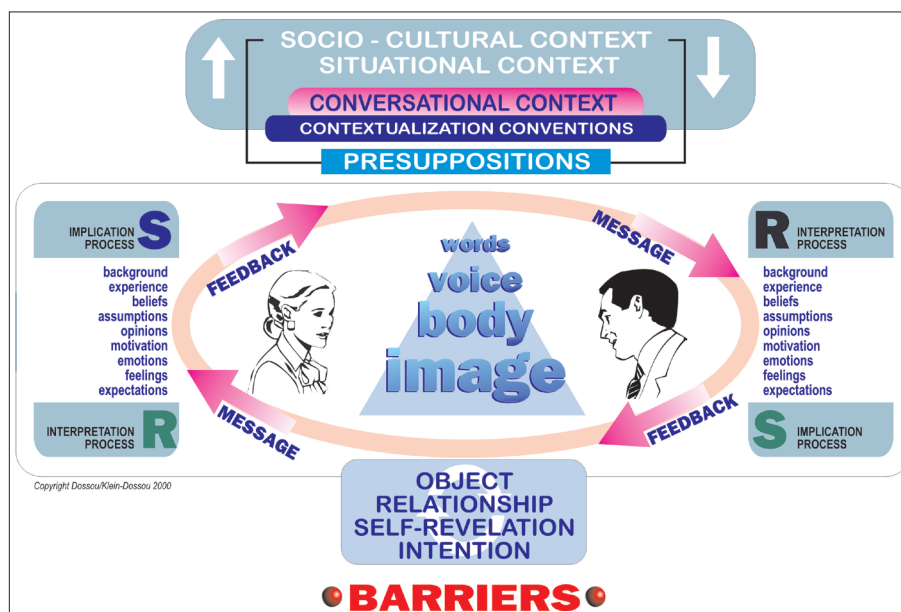 SOCIO - CULTURAL CONTEXT
SITUATIONAL CONTEXT
CONVERSATIONAL CONTEXT
CONTEXTUALIZATION CONVENTIONS
PRESUPPOSITIONS
IMPLICATION
PROCESS
S
background
experience
beliefs
assumptions
opinions
motivation
emotions
feelings
expectations
INTERPRETATION
PROCESS
R
FEEDBACK
MESSAGE
words
voice
body
image
MESSAGE
FEEDBACK
R
INTERPRETATION
PROCESS
background
experience
beliefs
assumptions
opinions
motivation
emotions
feelings
expectations
S
IMPLICATION
PROCESS
Copyright Dossou/Klein-Dossou 2000
OBJECT
RELATIONSHIP
SELF-REVELATION
INTENTION
BARRIERS